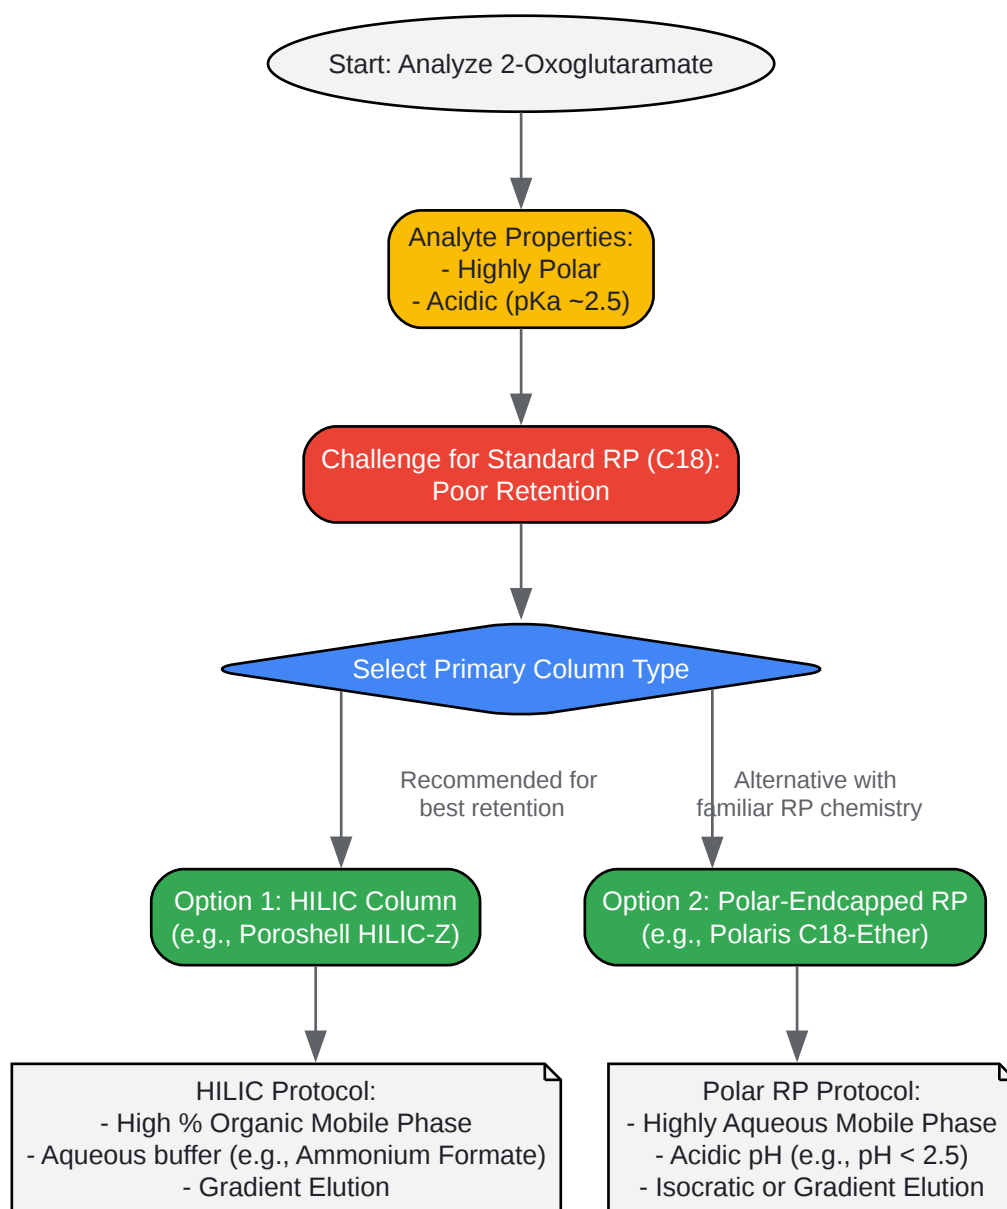 Start: Analyze 2-Oxoglutaramate
Analyte Properties:
- Highly Polar
- Acidic (pKa ~2.5)
Challenge for Standard RP (C18):
Poor Retention
Select Primary Column Type
Recommended for
best retention
Alternative with
familiar RP chemistry
Option 1: HILIC Column
(e.g., Poroshell HILIC-Z)
Option 2: Polar-Endcapped RP
(e.g., Polaris C18-Ether)
HILIC Protocol:
- High % Organic Mobile Phase
- Aqueous buffer (e.g., Ammonium Formate)
- Gradient Elution
Polar RP Protocol:
- Highly Aqueous Mobile Phase
- Acidic pH (e.g., pH < 2.5)
- Isocratic or Gradient Elution